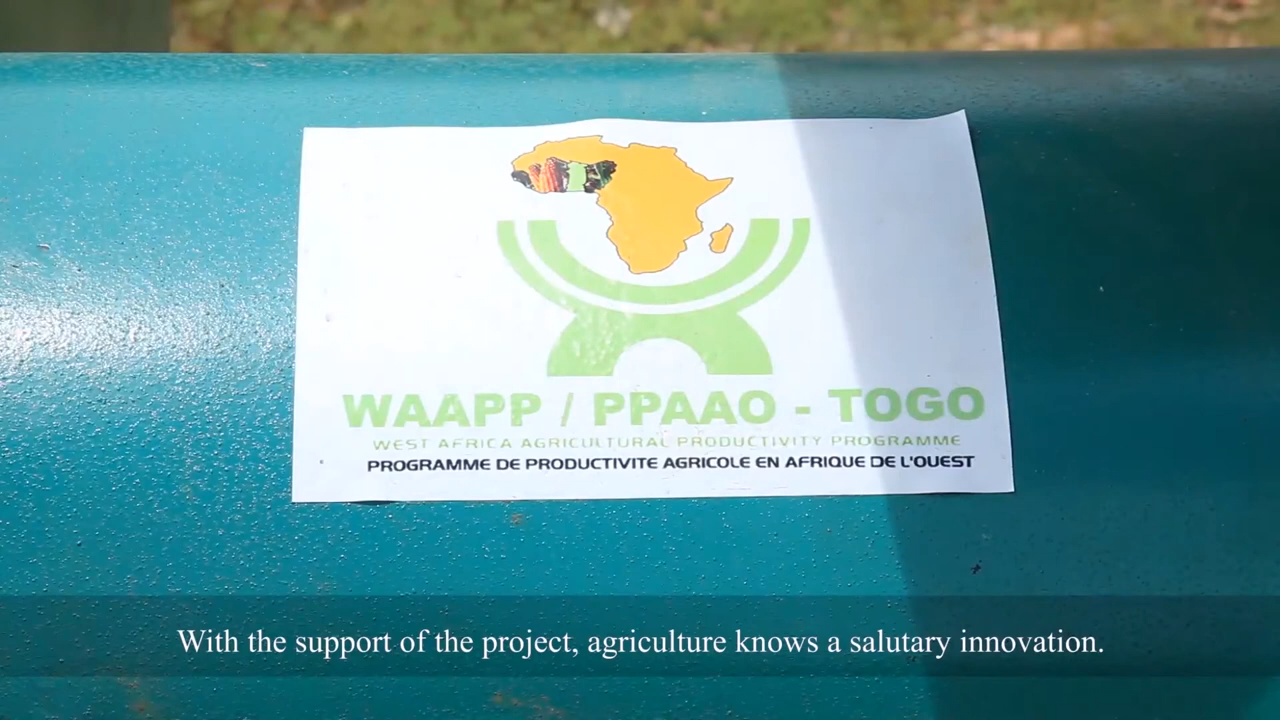 WAAPP / PPAAO - TOGO
WEST AFRICA AGRICULTURAL PRODUCTIVITY PROGRAMME
PROGRAMME DE PRODUCTIVITE AGRICOLE EN AFRIQUE DE L'OUEST
With the support of the project, agriculture knows a salutary innovation.